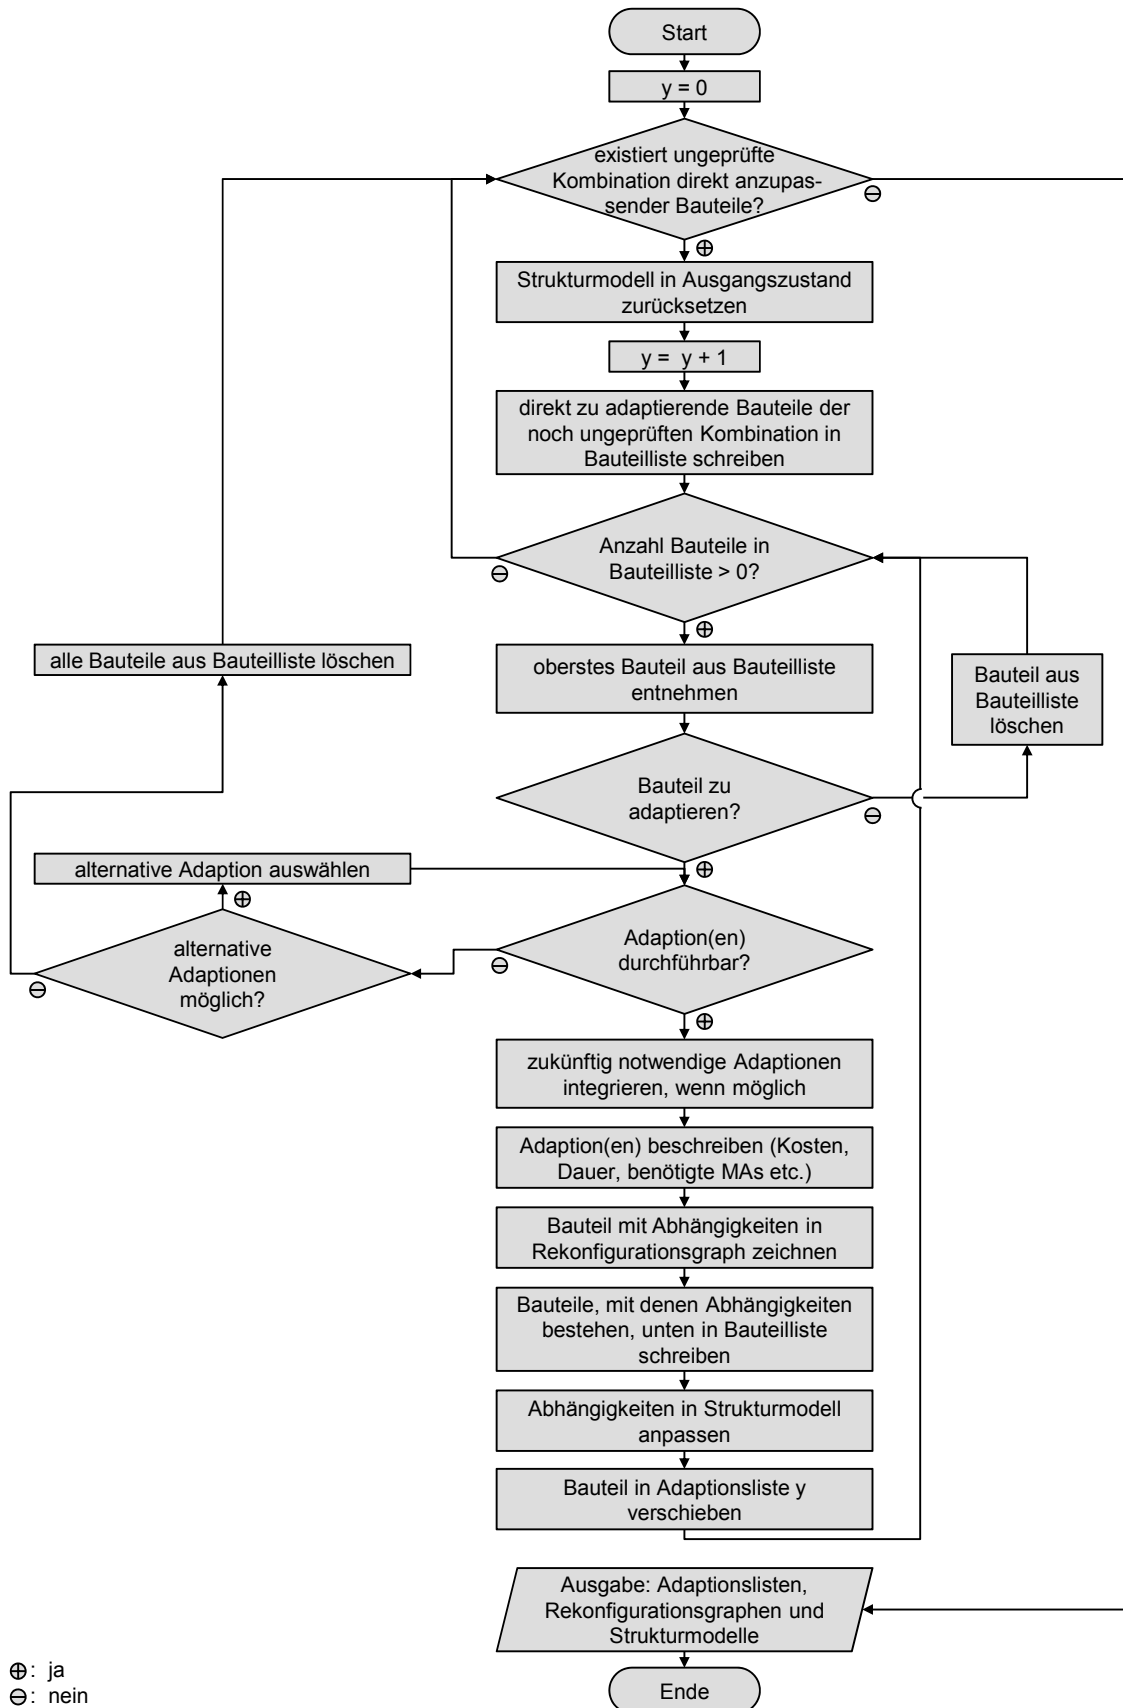 Start
y = 0
existiert ungeprüfte
Kombination direkt anzupas-
sender Bauteile?
⊖
⊕
Strukturmodell in Ausgangszustand
zurücksetzen
y = y + 1
direkt zu adaptierende Bauteile der
noch ungeprüften Kombination in
Bauteilliste schreiben
Anzahl Bauteile in
Bauteilliste > 0?
⊖
⊕
alle Bauteile aus Bauteilliste löschen
oberstes Bauteil aus Bauteilliste
entnehmen
Bauteil aus
Bauteilliste
löschen
Bauteil zu
adaptieren?
⊖
⊕
alternative Adaption auswählen
⊕
alternative
Adaptionen
möglich?
⊖
Adaption(en)
durchführbar?
⊖
⊕
zukünftig notwendige Adaptionen
integrieren, wenn möglich
Adaption(en) beschreiben (Kosten,
Dauer, benötigte MAs etc.)
Bauteil mit Abhängigkeiten in
Rekonfigurationsgraph zeichnen
Bauteile, mit denen Abhängigkeiten
bestehen, unten in Bauteilliste
schreiben
Abhängigkeiten in Strukturmodell
anpassen
Bauteil in Adaptionsliste y
verschieben
Ausgabe: Adaptionslisten,
Rekonfigurationsgraphen und
Strukturmodelle
Ende
⊕: ja
⊖: nein